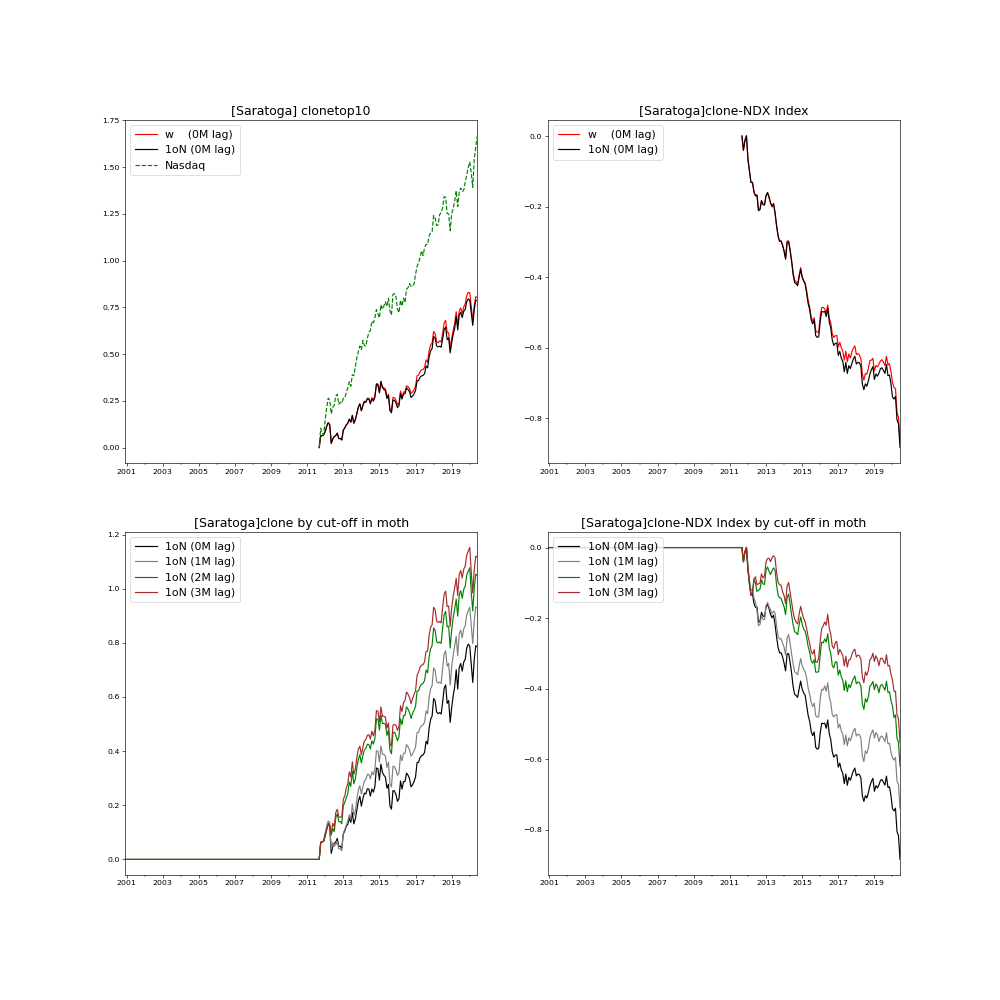 [Saratoga] clonetop10
1.75
1.50
1.25
1.00
0.75
0.50
0.25
0.00
w (0M lag)
1oN (0M lag)
Nasdaq
2001 2003 2005 2007 2009 2011 2013 2015 2017 2019
[Saratoga]clone-NDX Index
0.0
−0.2
−0.4
−0.6
−0.8
w (0M lag)
1oN (0M lag)
2001 2003 2005 2007 2009 2011 2013 2015 2017 2019
[Saratoga]clone by cut-off in moth
1.2
1.0
0.8
0.6
0.4
0.2
0.0
1oN (0M lag)
1oN (1M lag)
1oN (2M lag)
1oN (3M lag)
2001 2003 2005 2007 2009 2011 2013 2015 2017 2019
[Saratoga]clone-NDX Index by cut-off in moth
0.0
−0.2
−0.4
−0.6
−0.8
1oN (0M lag)
1oN (1M lag)
1oN (2M lag)
1oN (3M lag)
2001 2003 2005 2007 2009 2011 2013 2015 2017 2019